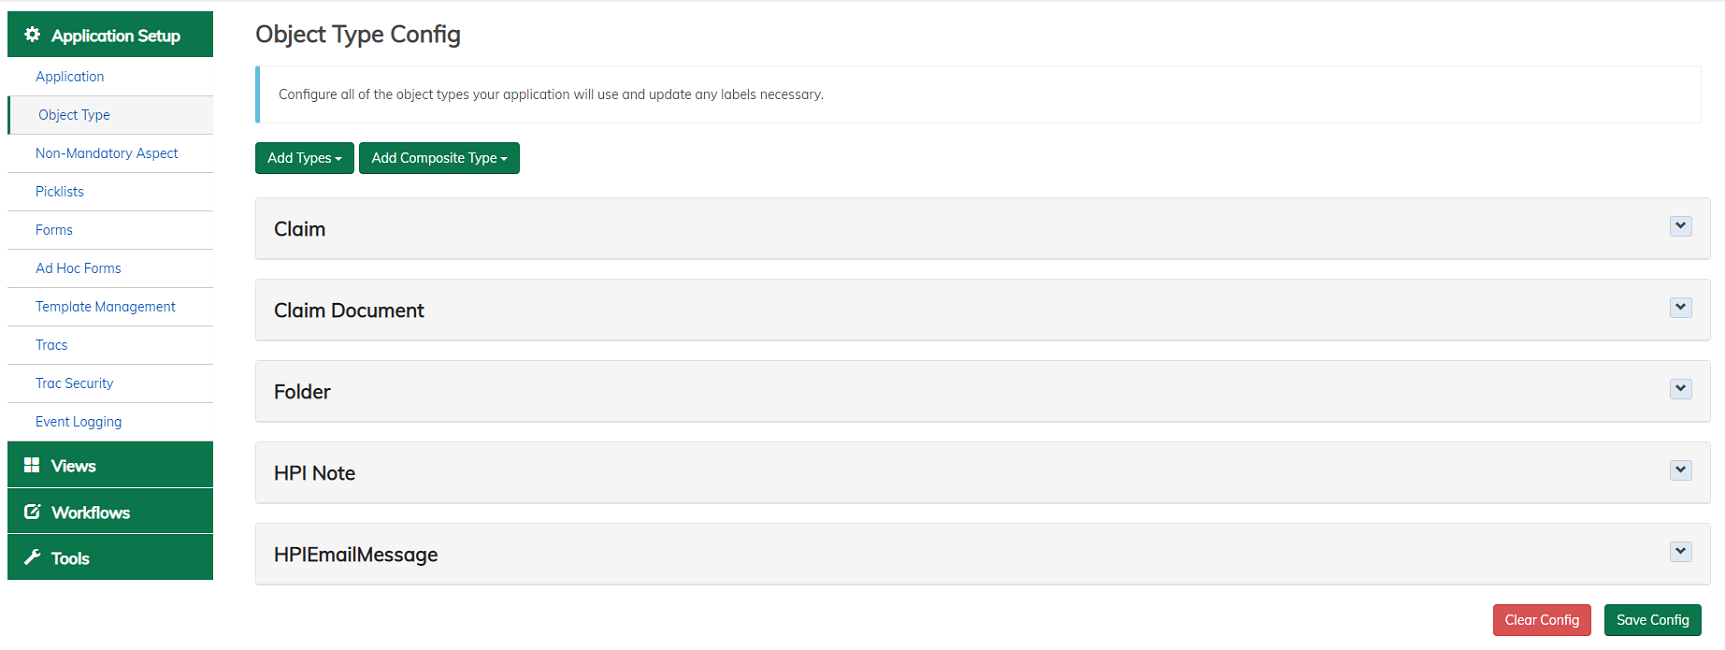 Application Setup
Application
Object Type
Non-Mandatory Aspect
Picklists
Forms
Ad Hoc Forms
Template Management
Tracs
Trac Security
Event Logging
Views
Workflows
Tools
Object Type Config
Configure all of the object types your application will use and update any labels necessary.
Add Types Add Composite Type
Claim
Claim Document
Folder
HPI Note
HPIEmailMessage
Clear Config Save Config